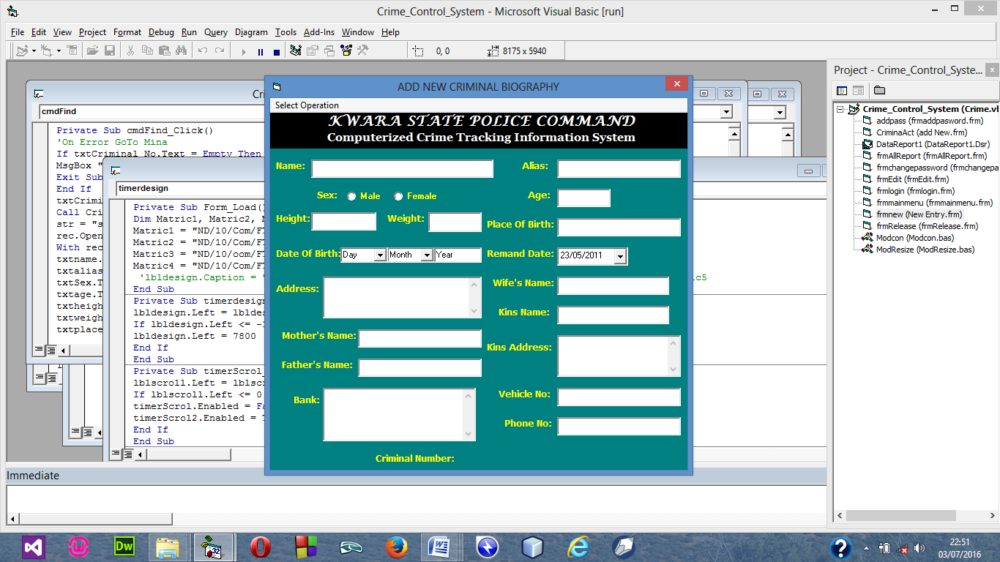 Crime_Control_System - Microsoft Visual Basic [run]
File Edit View Project Format Debug Run Query Diagram Tools Add-Ins Window Help
0, 0 8175 x 5940
cmdFind
Private Sub cmdFind_Click()
'On Error GoTo Mina
If txtCriminal_No.Text = Empty Then
MsgBox "
Exit Sub
End If
txtCrimi
Call Cri
str = "s
rec.Open
With rec
txtname.
txtalias
txtSex.T
txtage.T
txtheigh
txtweigh
txtplace
timerdesign
Private Sub Form_Load()
Dim Matric1, Matric2, M
Matric1 = "ND/10/Com/FT
Matric2 = "ND/10/Com/FT
Matric3 = "ND/10/oom/FT
Matric4 = "ND/10/Com/FT
'lbldesign.Caption = " ic5
End Sub
Private Sub timerdesign
lbldesign.Left = lbldes
If lbldesign.Left <= -1
lbldesign.Left = 7800
End If
End Sub
Private Sub timerScrol_
lblscroll.Left = lblscr
If lblscroll.Left <= 0
timerScrol.Enabled = Fa
timerScrol2.Enabled = T
End If
End Sub
ADD NEW CRIMINAL BIOGRAPHY
Select Operation
KWARA STATE POLICE COMMAND
Computerized Crime Tracking Information System
Name: Alias:
Sex: Male Female Age:
Height: Weight: Place Of Birth:
Date Of Birth: Day Month Year Remand Date: 23/05/2011
Address: Wife's Name:
Kins Name:
Mother's Name: Kins Address:
Father's Name:
Bank: Vehicle No:
Phone No:
Criminal Number:
Project - Crime_Control_Syste...
Crime_Control_System (Crime.vl
addpass (frmaddpasword.frm)
CriminaAct (add New.frm)
DataReport1 (DataReport1.Dsr)
frmAllReport (frmAllReport.frm)
frmchangepassword (frmchangepa
frmEdit (frmEdit.frm)
frmlogin (frmlogin.frm)
frmmainmenu (frmmainmenu.frm)
frmnew (New Entry.frm)
frmRelease (frmRelease.frm)
Modcon (Modcon.bas)
ModResize (ModResize.bas)
Immediate
Dw
22:51
03/07/2016